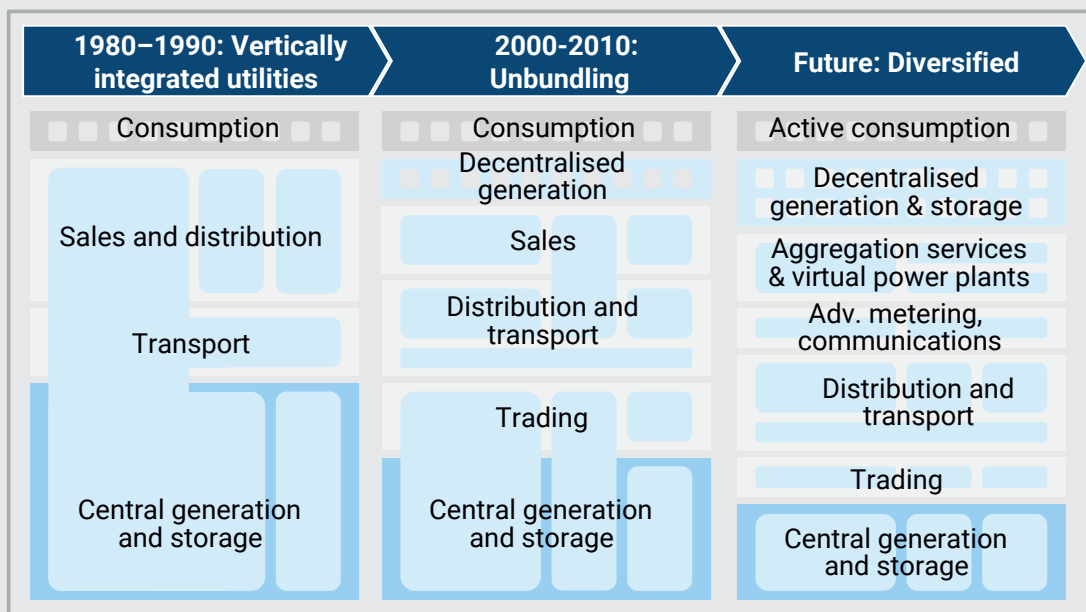 1980–1990: Vertically
integrated utilities
2000-2010:
Unbundling
Future: Diversified
Consumption
Sales and distribution
Transport
Central generation
and storage
Consumption
Decentralised
generation
Sales
Distribution and
transport
Trading
Central generation
and storage
Active consumption
Decentralised
generation & storage
Aggregation services
& virtual power plants
Adv. metering,
communications
Distribution and
transport
Trading
Central generation
and storage